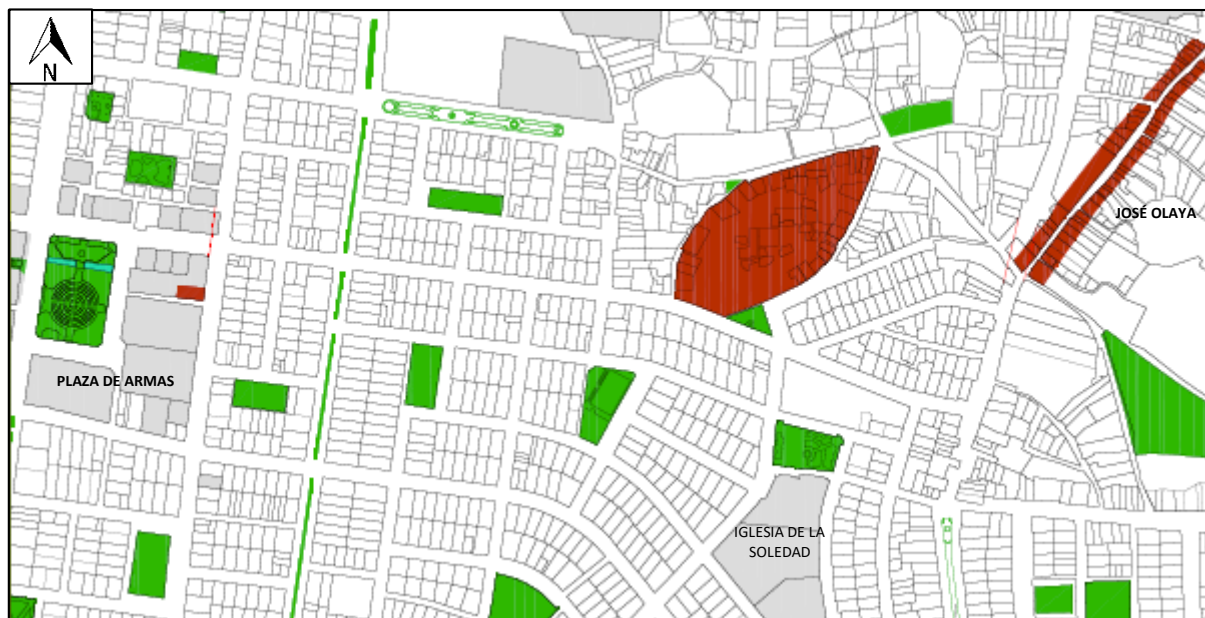 N
JOSÉ OLAYA
PLAZA DE ARMAS
IGLESIA DE LA
SOLEDAD